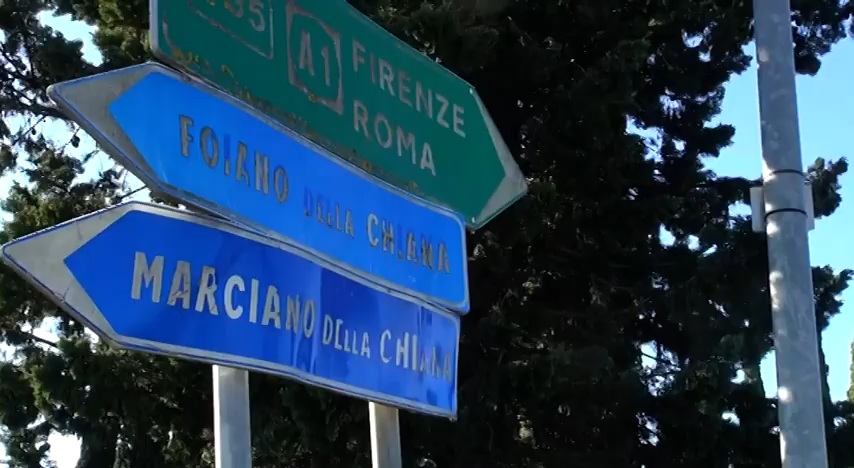 A1 FIRENZE
ROMA
FOIANO DELLA CHIANA
MARCIANO DELLA CHIANA